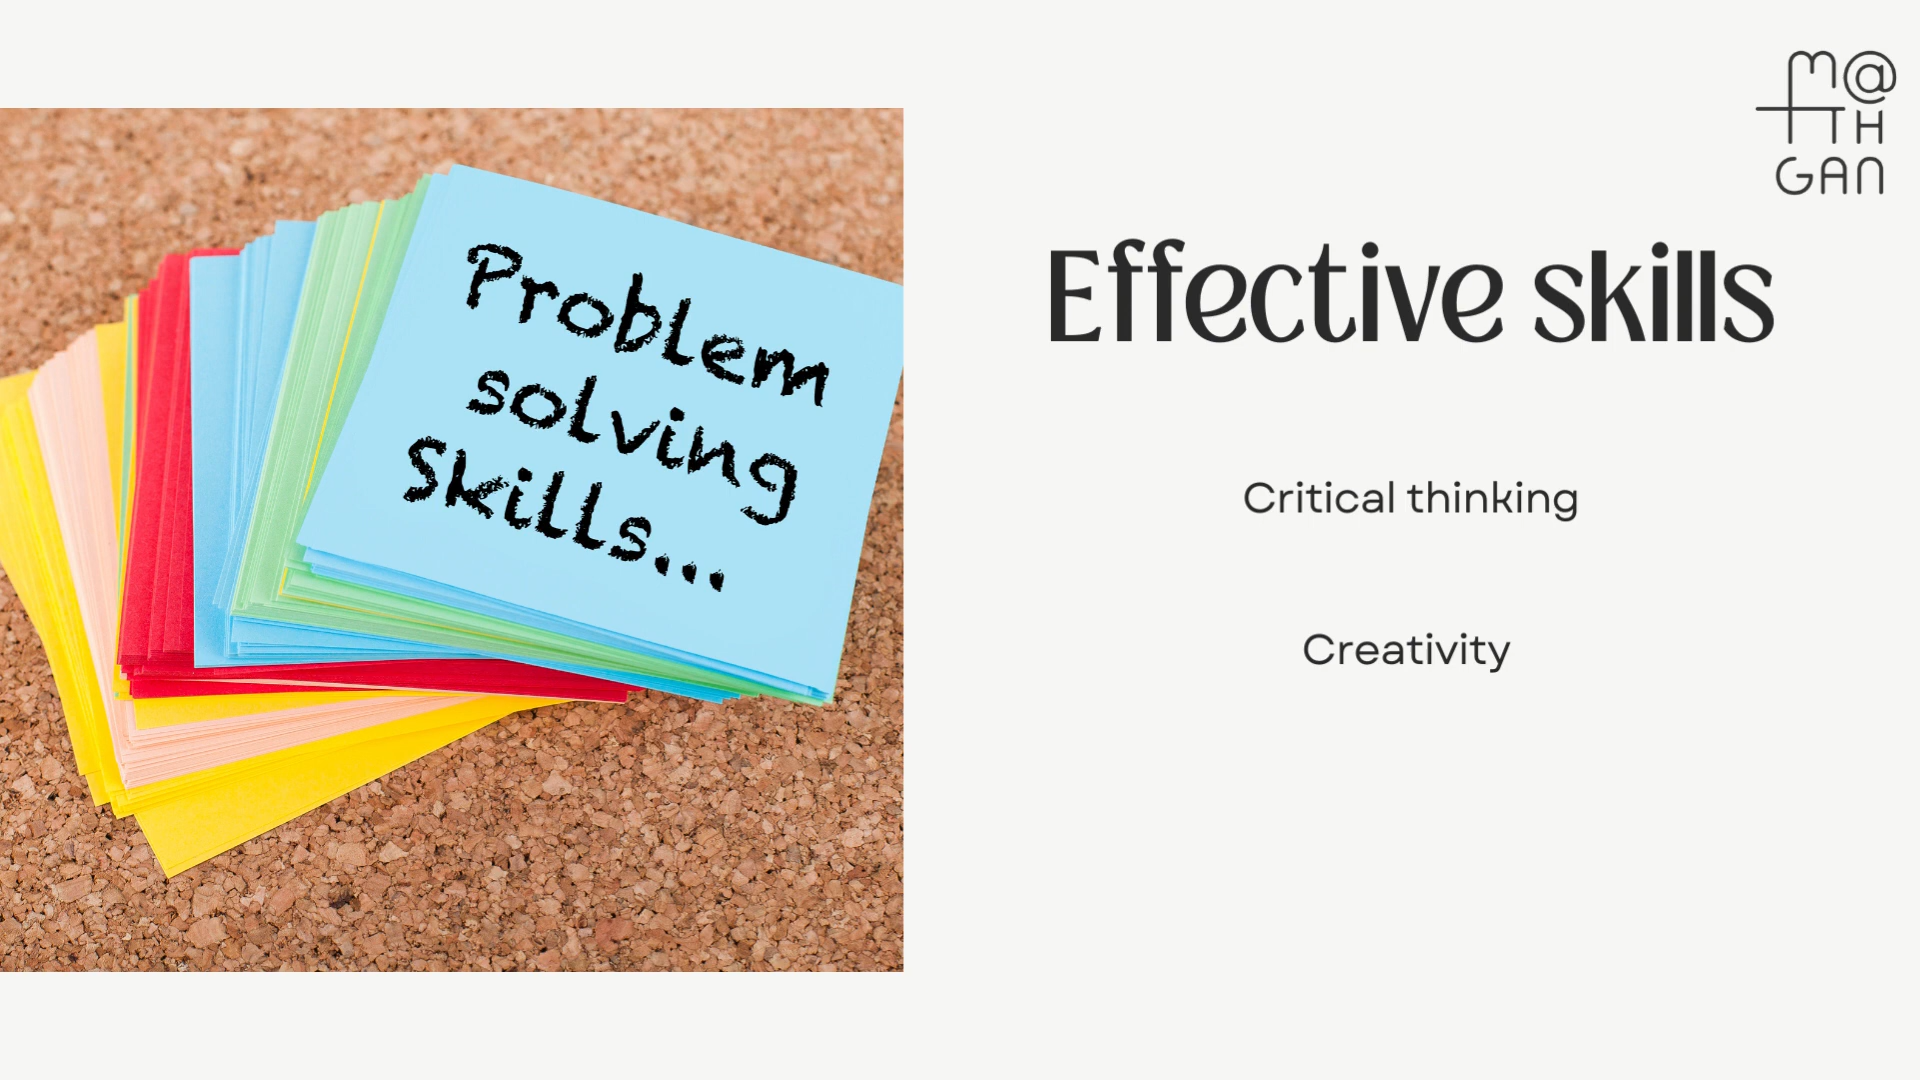 Problem
solving
Skills...
M@
TH
GAN
Effective skills
Critical thinking
Creativity